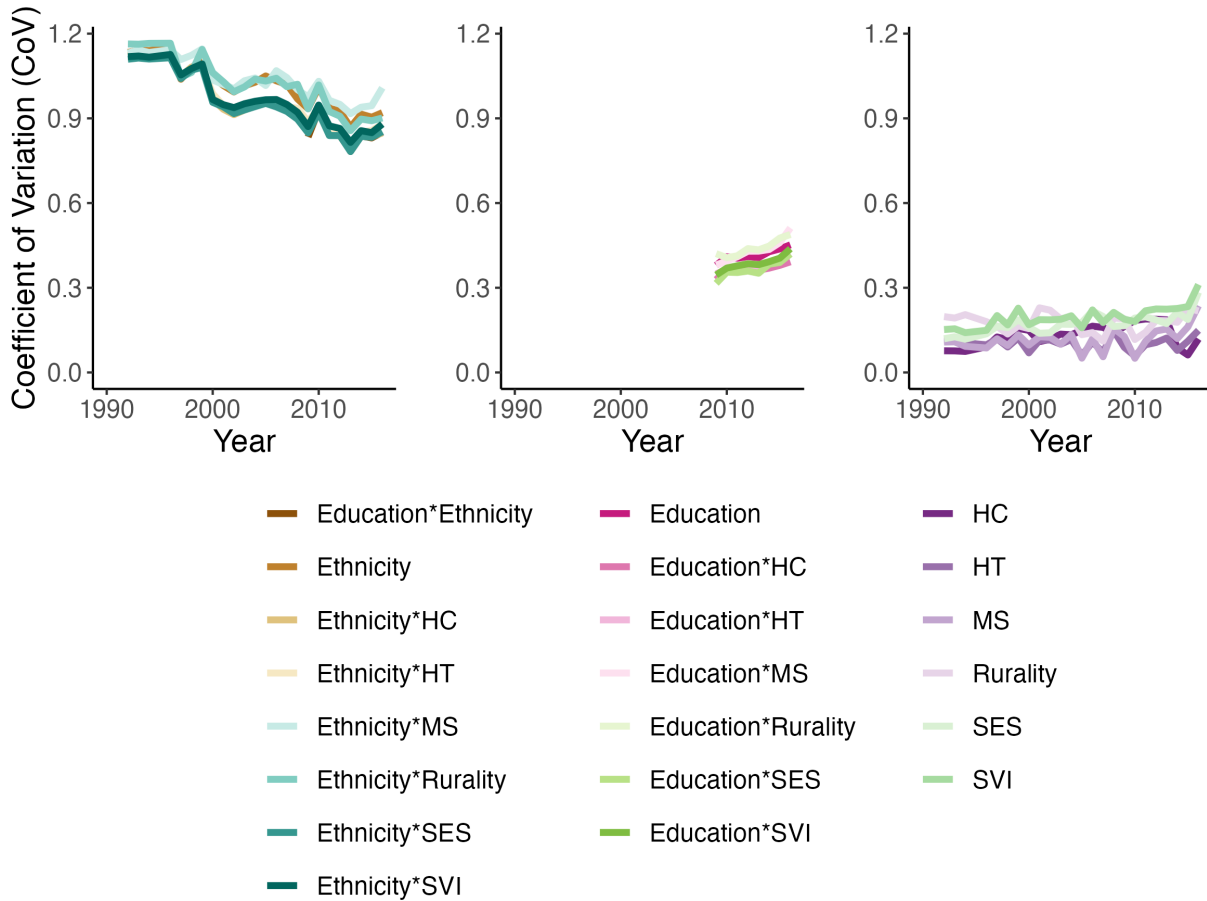 Coefficient of Variation (CoV)
1.2
0.9
0.6
0.3
0.0
1990 2000 2010
Year
1.2
0.9
0.6
0.3
0.0
1990 2000 2010
Year
1.2
0.9
0.6
0.3
0.0
1990 2000 2010
Year
Education*Ethnicity
Ethnicity
Ethnicity*HC
Ethnicity*HT
Ethnicity*MS
Ethnicity*Rurality
Ethnicity*SES
Ethnicity*SVI
Education
Education*HC
Education*HT
Education*MS
Education*Rurality
Education*SES
Education*SVI
HC
HT
MS
Rurality
SES
SVI